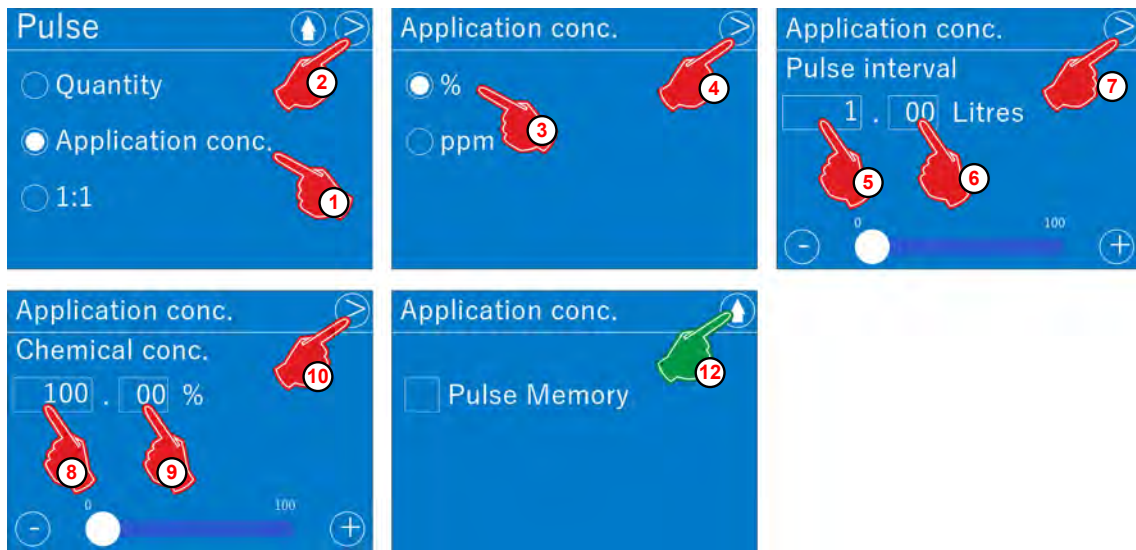 Pulse
>
2
Quantity
Application conc.
1
1:1
Application conc.
>
4
%
3
ppm
Application conc.
>
7
Pulse interval
1 . 00 Litres
5
6
0
100
-
+
Application conc.
>
10
Chemical conc.
100 . 00 %
8
9
0
100
-
+
Application conc.
12
Pulse Memory